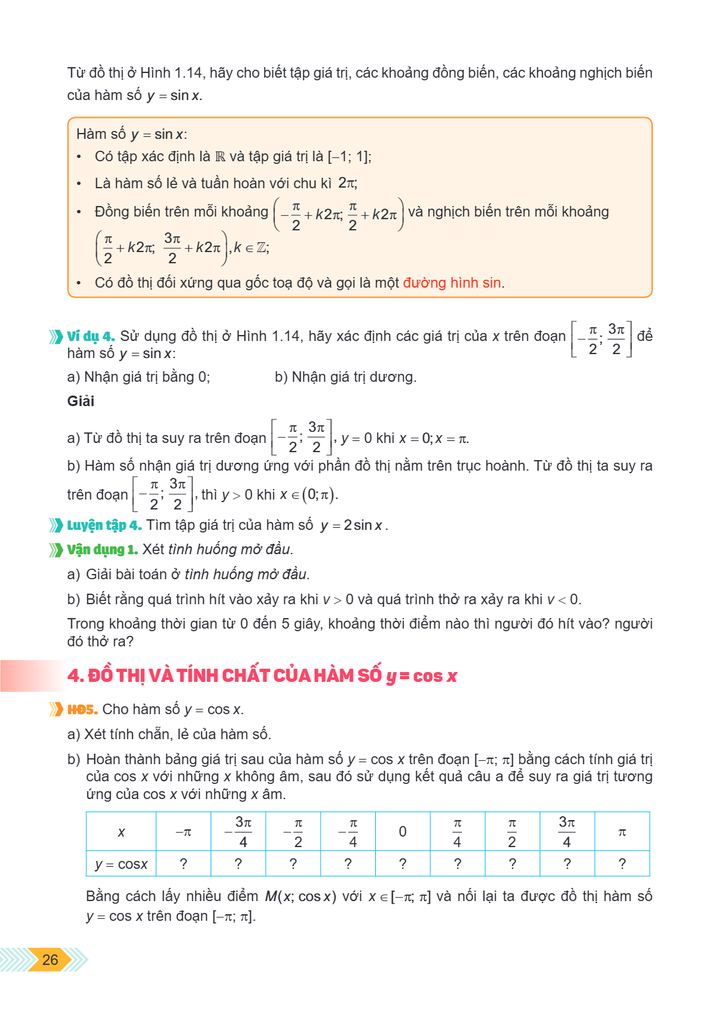 Từ đồ thị ở Hình 1.14, hãy cho biết tập giá trị, các khoảng đồng biến, các khoảng nghịch biến
của hàm số y = sin x.
Hàm số y = sin x:
• Có tập xác định là ℝ và tập giá trị là [−1; 1];
• Là hàm số lẻ và tuần hoàn với chu kì 2π;
• Đồng biến trên mỗi khoảng (−π/2 + k2π; π/2 + k2π) và nghịch biến trên mỗi khoảng
(π/2 + k2π; 3π/2 + k2π), k ∈ ℤ;
• Có đồ thị đối xứng qua gốc toạ độ và gọi là một đường hình sin.
Ví dụ 4. Sử dụng đồ thị ở Hình 1.14, hãy xác định các giá trị của x trên đoạn [−π/2; 3π/2] để
hàm số y = sin x:
a) Nhận giá trị bằng 0; b) Nhận giá trị dương.
Giải
a) Từ đồ thị ta suy ra trên đoạn [−π/2; 3π/2], y = 0 khi x = 0; x = π.
b) Hàm số nhận giá trị dương ứng với phần đồ thị nằm trên trục hoành. Từ đồ thị ta suy ra
trên đoạn [−π/2; 3π/2], thì y > 0 khi x ∈ (0; π).
Luyện tập 4. Tìm tập giá trị của hàm số y = 2sin x .
Vận dụng 1. Xét tình huống mở đầu.
a) Giải bài toán ở tình huống mở đầu.
b) Biết rằng quá trình hít vào xảy ra khi v > 0 và quá trình thở ra xảy ra khi v < 0.
Trong khoảng thời gian từ 0 đến 5 giây, khoảng thời điểm nào thì người đó hít vào? người
đó thở ra?
4. ĐỒ THỊ VÀ TÍNH CHẤT CỦA HÀM SỐ y = cos x
HĐ5. Cho hàm số y = cos x.
a) Xét tính chẵn, lẻ của hàm số.
b) Hoàn thành bảng giá trị sau của hàm số y = cos x trên đoạn [−π; π] bằng cách tính giá trị
của cos x với những x không âm, sau đó sử dụng kết quả câu a để suy ra giá trị tương
ứng của cos x với những x âm.
x −π −3π/4 −π/2 −π/4 0 π/4 π/2 3π/4 π
y = cosx ? ? ? ? ? ? ? ? ?
Bằng cách lấy nhiều điểm M(x; cos x) với x ∈ [−π; π] và nối lại ta được đồ thị hàm số
y = cos x trên đoạn [−π; π].
26